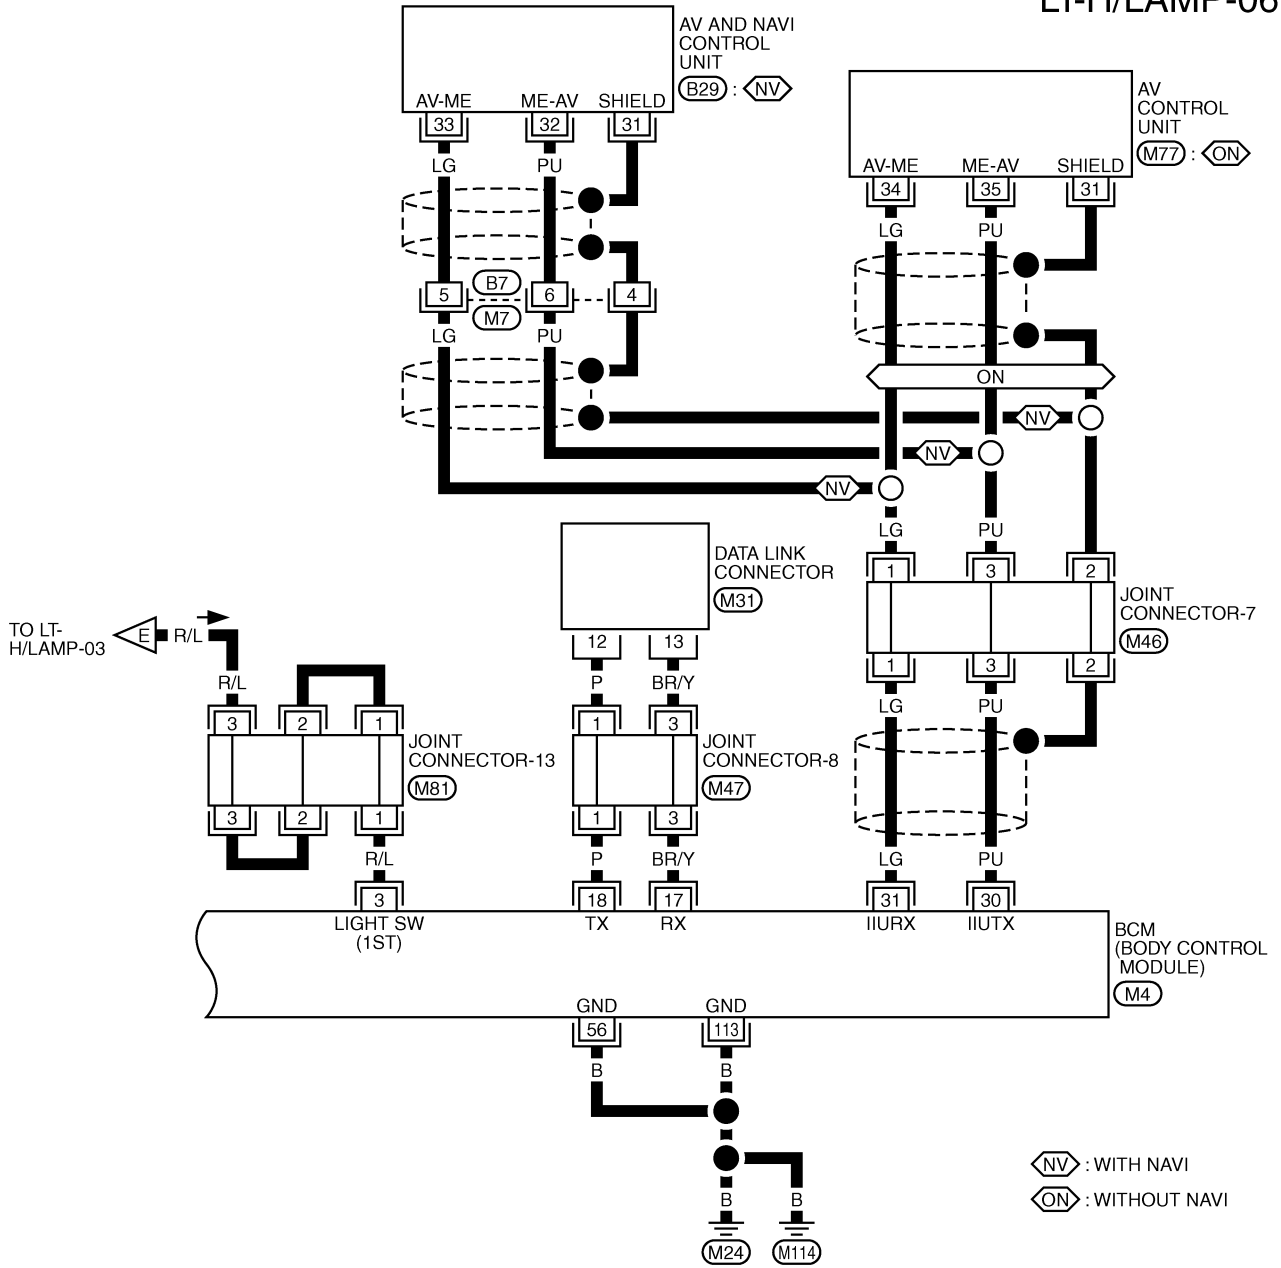 LT-H/LAMP-06
AV AND NAVI
CONTROL
UNIT
B29 : NV
AV-ME ME-AV SHIELD
33 32 31
LG PU
AV
CONTROL
UNIT
M77 : ON
AV-ME ME-AV SHIELD
34 35 31
LG PU
B7
5 6 4
M7
LG PU
ON
NV
NV
NV
LG PU
1 3 2
JOINT
CONNECTOR-7
M46
1 3 2
LG PU
DATA LINK
CONNECTOR
M31
12 13
P BR/Y
1 3
JOINT
CONNECTOR-8
M47
1 3
P BR/Y
TO LT-
H/LAMP-03
E R/L
R/L
3 2 1
JOINT
CONNECTOR-13
M81
3 2 1
R/L
LG PU
3 18 17 31 30
LIGHT SW
(1ST)
TX RX IIURX IIUTX
BCM
(BODY CONTROL
MODULE)
M4
GND GND
56 113
B B
B B
M24 M114
NV : WITH NAVI
ON : WITHOUT NAVI